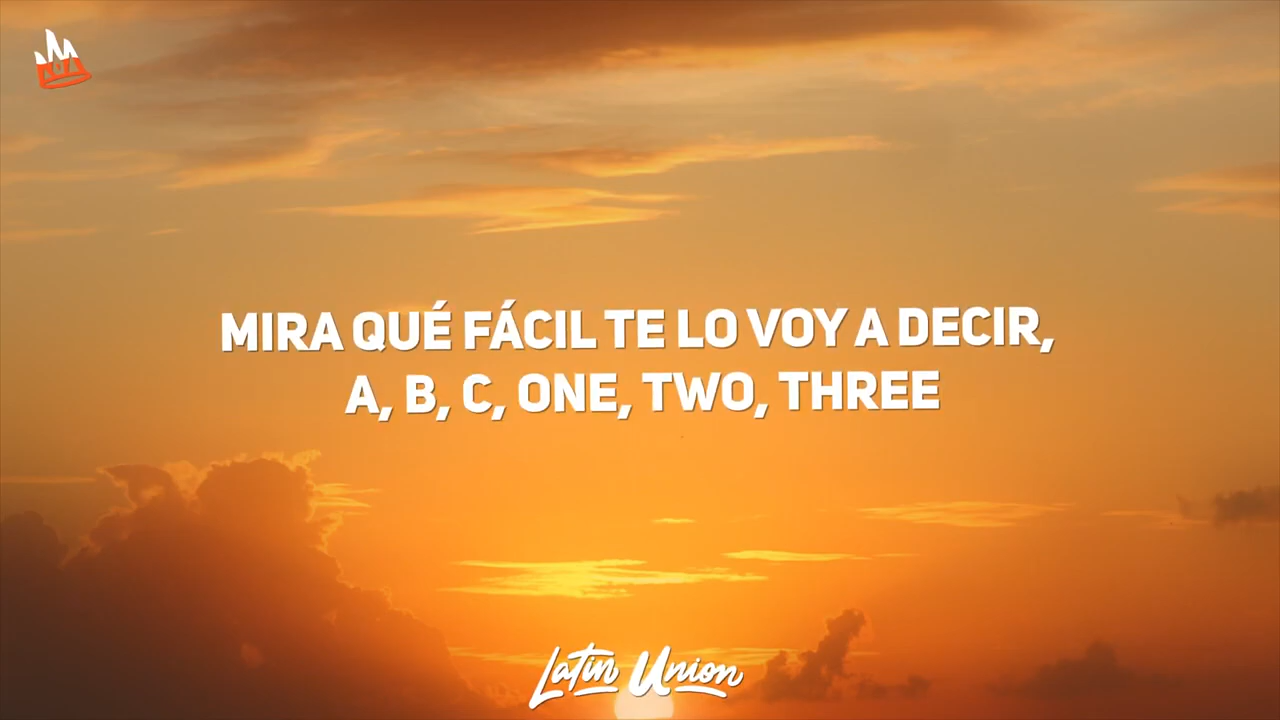 MIRA QUÉ FÁCIL TE LO VOY A DECIR,
A, B, C, ONE, TWO, THREE
Latin Union